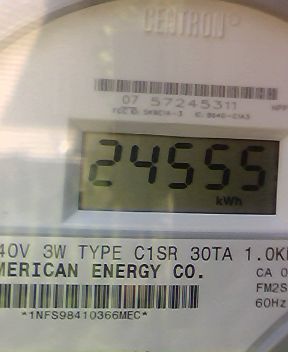 CENTRON®
07 57245311
24555
kWh
40V 3W TYPE C1SR 30TA 1.0K
MERICAN ENERGY CO.
CA 0
FM2S
60Hz
*1NFS98410366MEC*